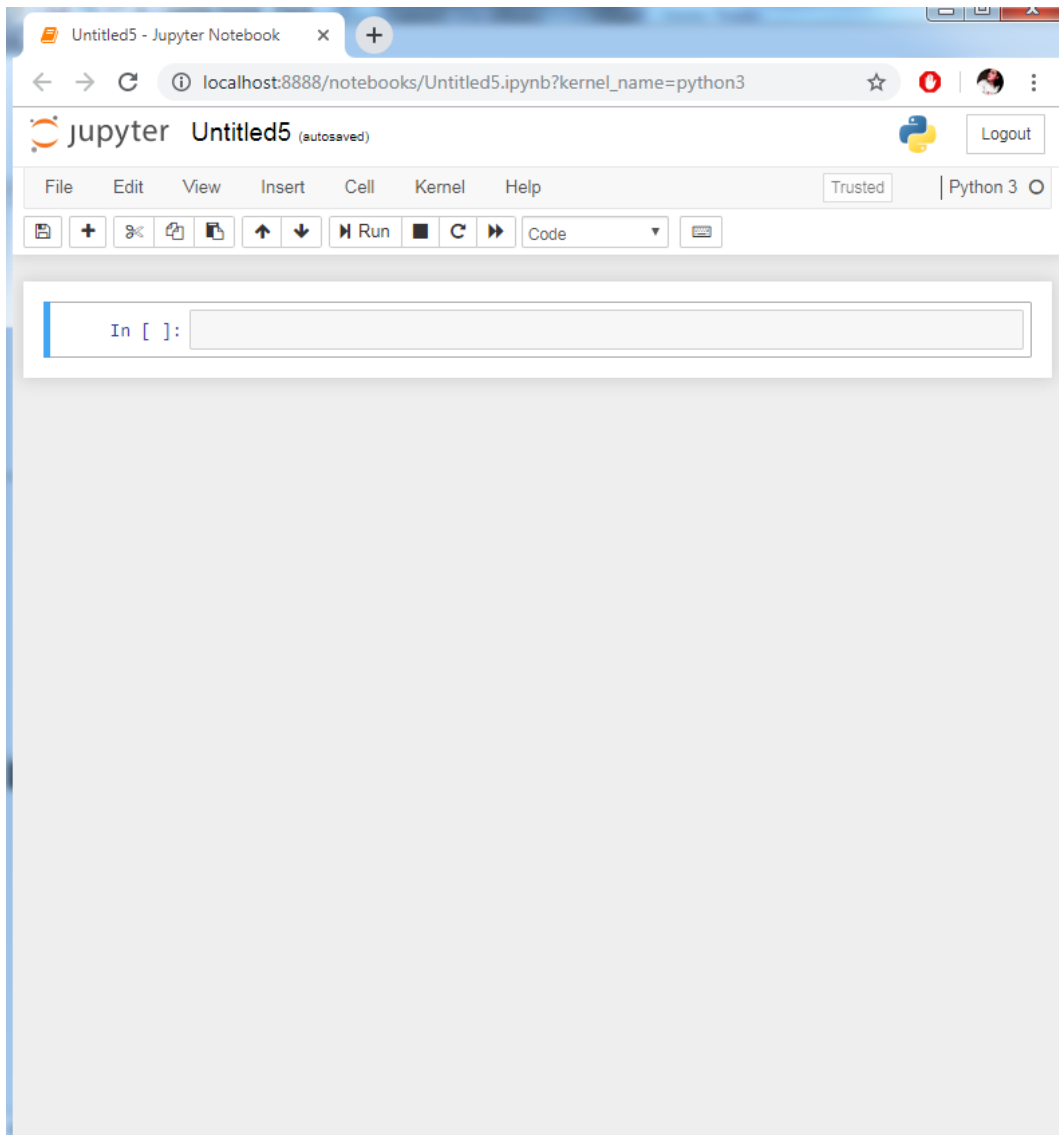 Untitled5 - Jupyter Notebook
localhost:8888/notebooks/Untitled5.ipynb?kernel_name=python3
jupyter Untitled5 (autosaved)
Logout
File Edit View Insert Cell Kernel Help Trusted Python 3
Run Code
In [ ]: